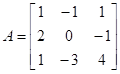 A = [1 -1 1
2 0 -1
1 -3 4]